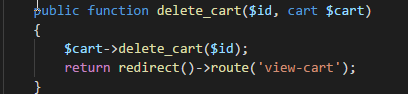 public function delete_cart($id, cart $cart)
{
$cart->delete_cart($id);
return redirect()->route('view-cart');
}